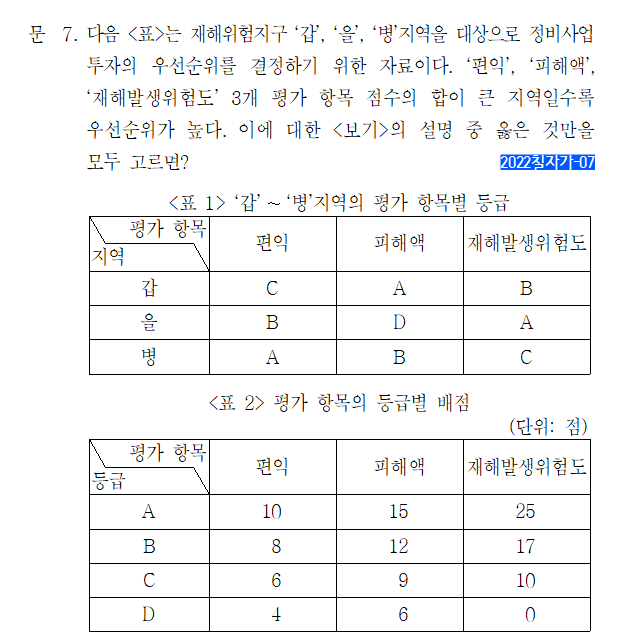 문 7. 다음 <표>는 재해위험지구 ‘갑’, ‘을’, ‘병’지역을 대상으로 정비사업
투자의 우선순위를 결정하기 위한 자료이다. ‘편익’, ‘피해액’,
‘재해발생위험도’ 3개 평가 항목 점수의 합이 큰 지역일수록
우선순위가 높다. 이에 대한 <보기>의 설명 중 옳은 것만을
모두 고르면? 2022칠자가-07
<표 1> ‘갑’ ~ ‘병’지역의 평가 항목별 등급
평가 항목
지역 편익 피해액 재해발생위험도
갑 C A B
을 B D A
병 A B C
<표 2> 평가 항목의 등급별 배점
(단위: 점)
평가 항목
등급 편익 피해액 재해발생위험도
A 10 15 25
B 8 12 17
C 6 9 10
D 4 6 0